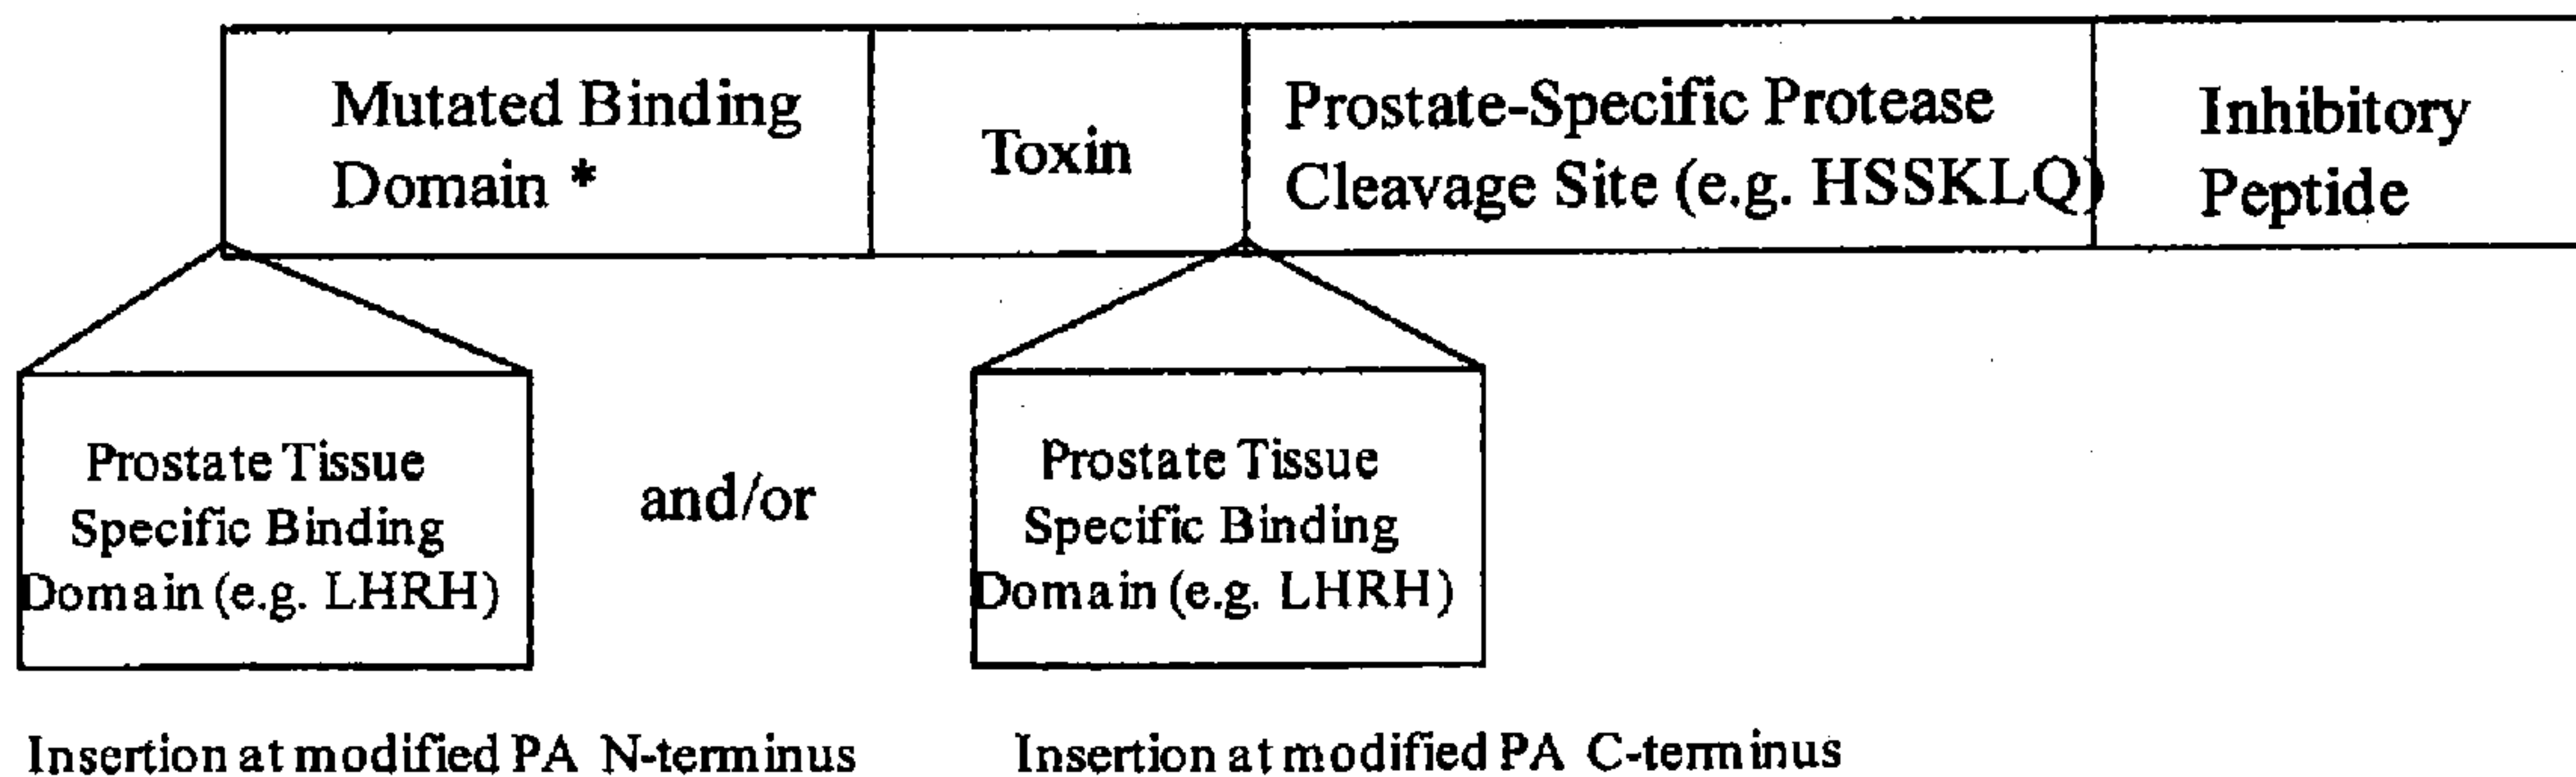 Mutated Binding
Domain *
Toxin
Prostate-Specific Protease
Cleavage Site (e.g. HSSKLQ)
Inhibitory
Peptide
Prostate Tissue
Specific Binding
Domain (e.g. LHRH)
and/or
Prostate Tissue
Specific Binding
Domain (e.g. LHRH)
Insertion at modified PA N-terminus
Insertion at modified PA C-terminus